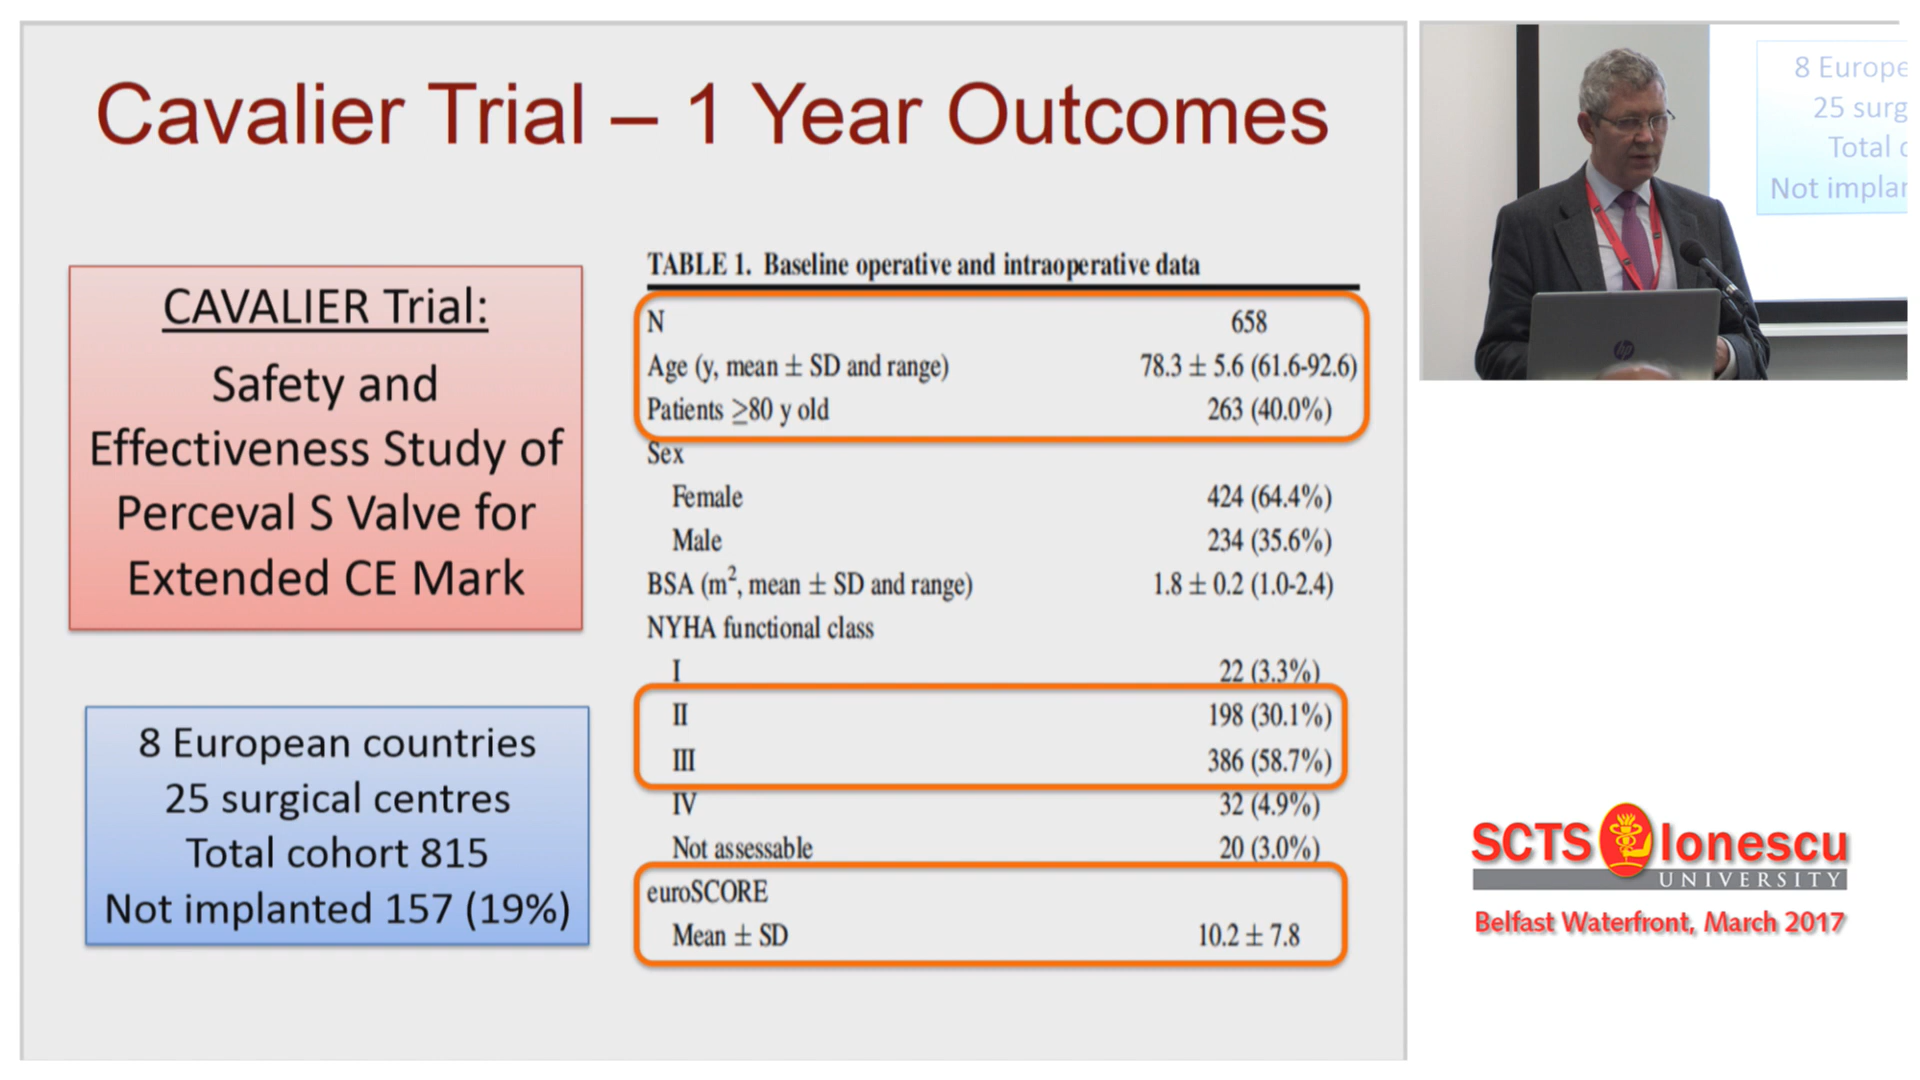 Cavalier Trial – 1 Year Outcomes
CAVALIER Trial:
Safety and
Effectiveness Study of
Perceval S Valve for
Extended CE Mark
8 European countries
25 surgical centres
Total cohort 815
Not implanted 157 (19%)
TABLE 1. Baseline operative and intraoperative data
N 658
Age (y, mean ± SD and range) 78.3 ± 5.6 (61.6-92.6)
Patients ≥80 y old 263 (40.0%)
Sex
Female 424 (64.4%)
Male 234 (35.6%)
BSA (m², mean ± SD and range) 1.8 ± 0.2 (1.0-2.4)
NYHA functional class
I 22 (3.3%)
II 198 (30.1%)
III 386 (58.7%)
IV 32 (4.9%)
Not assessable 20 (3.0%)
euroSCORE
Mean ± SD 10.2 ± 7.8
8 Europe
25 surg
Total
Not implan
hp
SCTS Ionescu
UNIVERSITY
Belfast Waterfront, March 2017